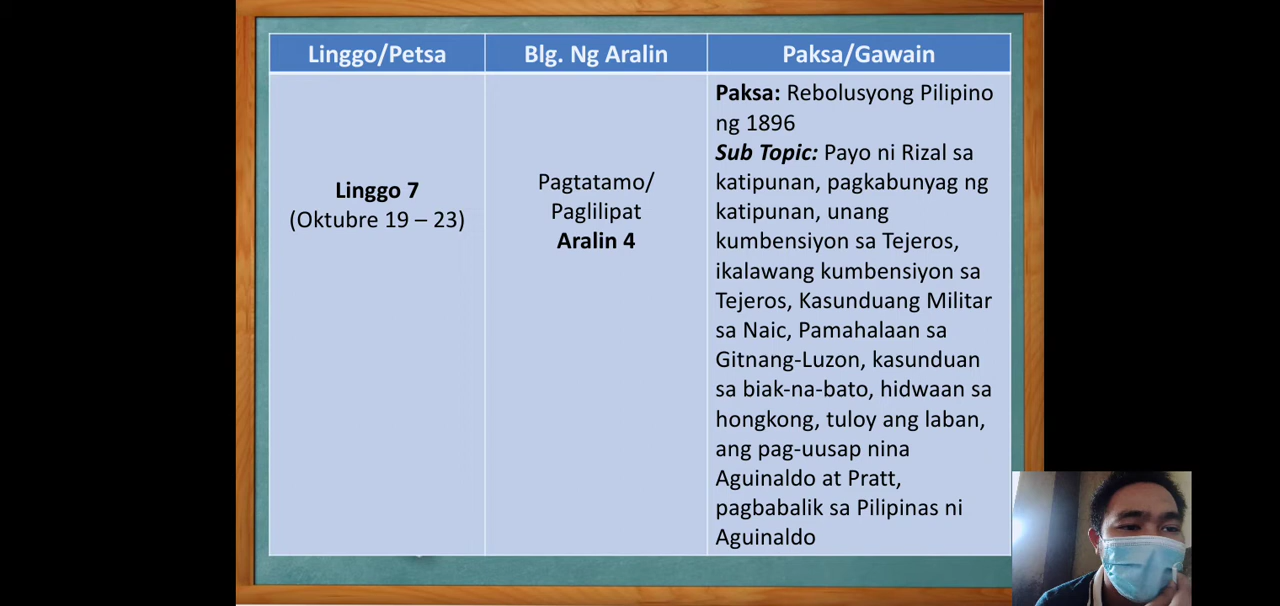 Linggo/Petsa
Blg. Ng Aralin
Paksa/Gawain
Linggo 7
(Oktubre 19 – 23)
Pagtatamo/
Paglilipat
Aralin 4
Paksa: Rebolusyong Pilipino
ng 1896
Sub Topic: Payo ni Rizal sa
katipunan, pagkabunyag ng
katipunan, unang
kumbensiyon sa Tejeros,
ikalawang kumbensiyon sa
Tejeros, Kasunduang Militar
sa Naic, Pamahalaan sa
Gitnang-Luzon, kasunduan
sa biak-na-bato, hidwaan sa
hongkong, tuloy ang laban,
ang pag-uusap nina
Aguinaldo at Pratt,
pagbabalik sa Pilipinas ni
Aguinaldo